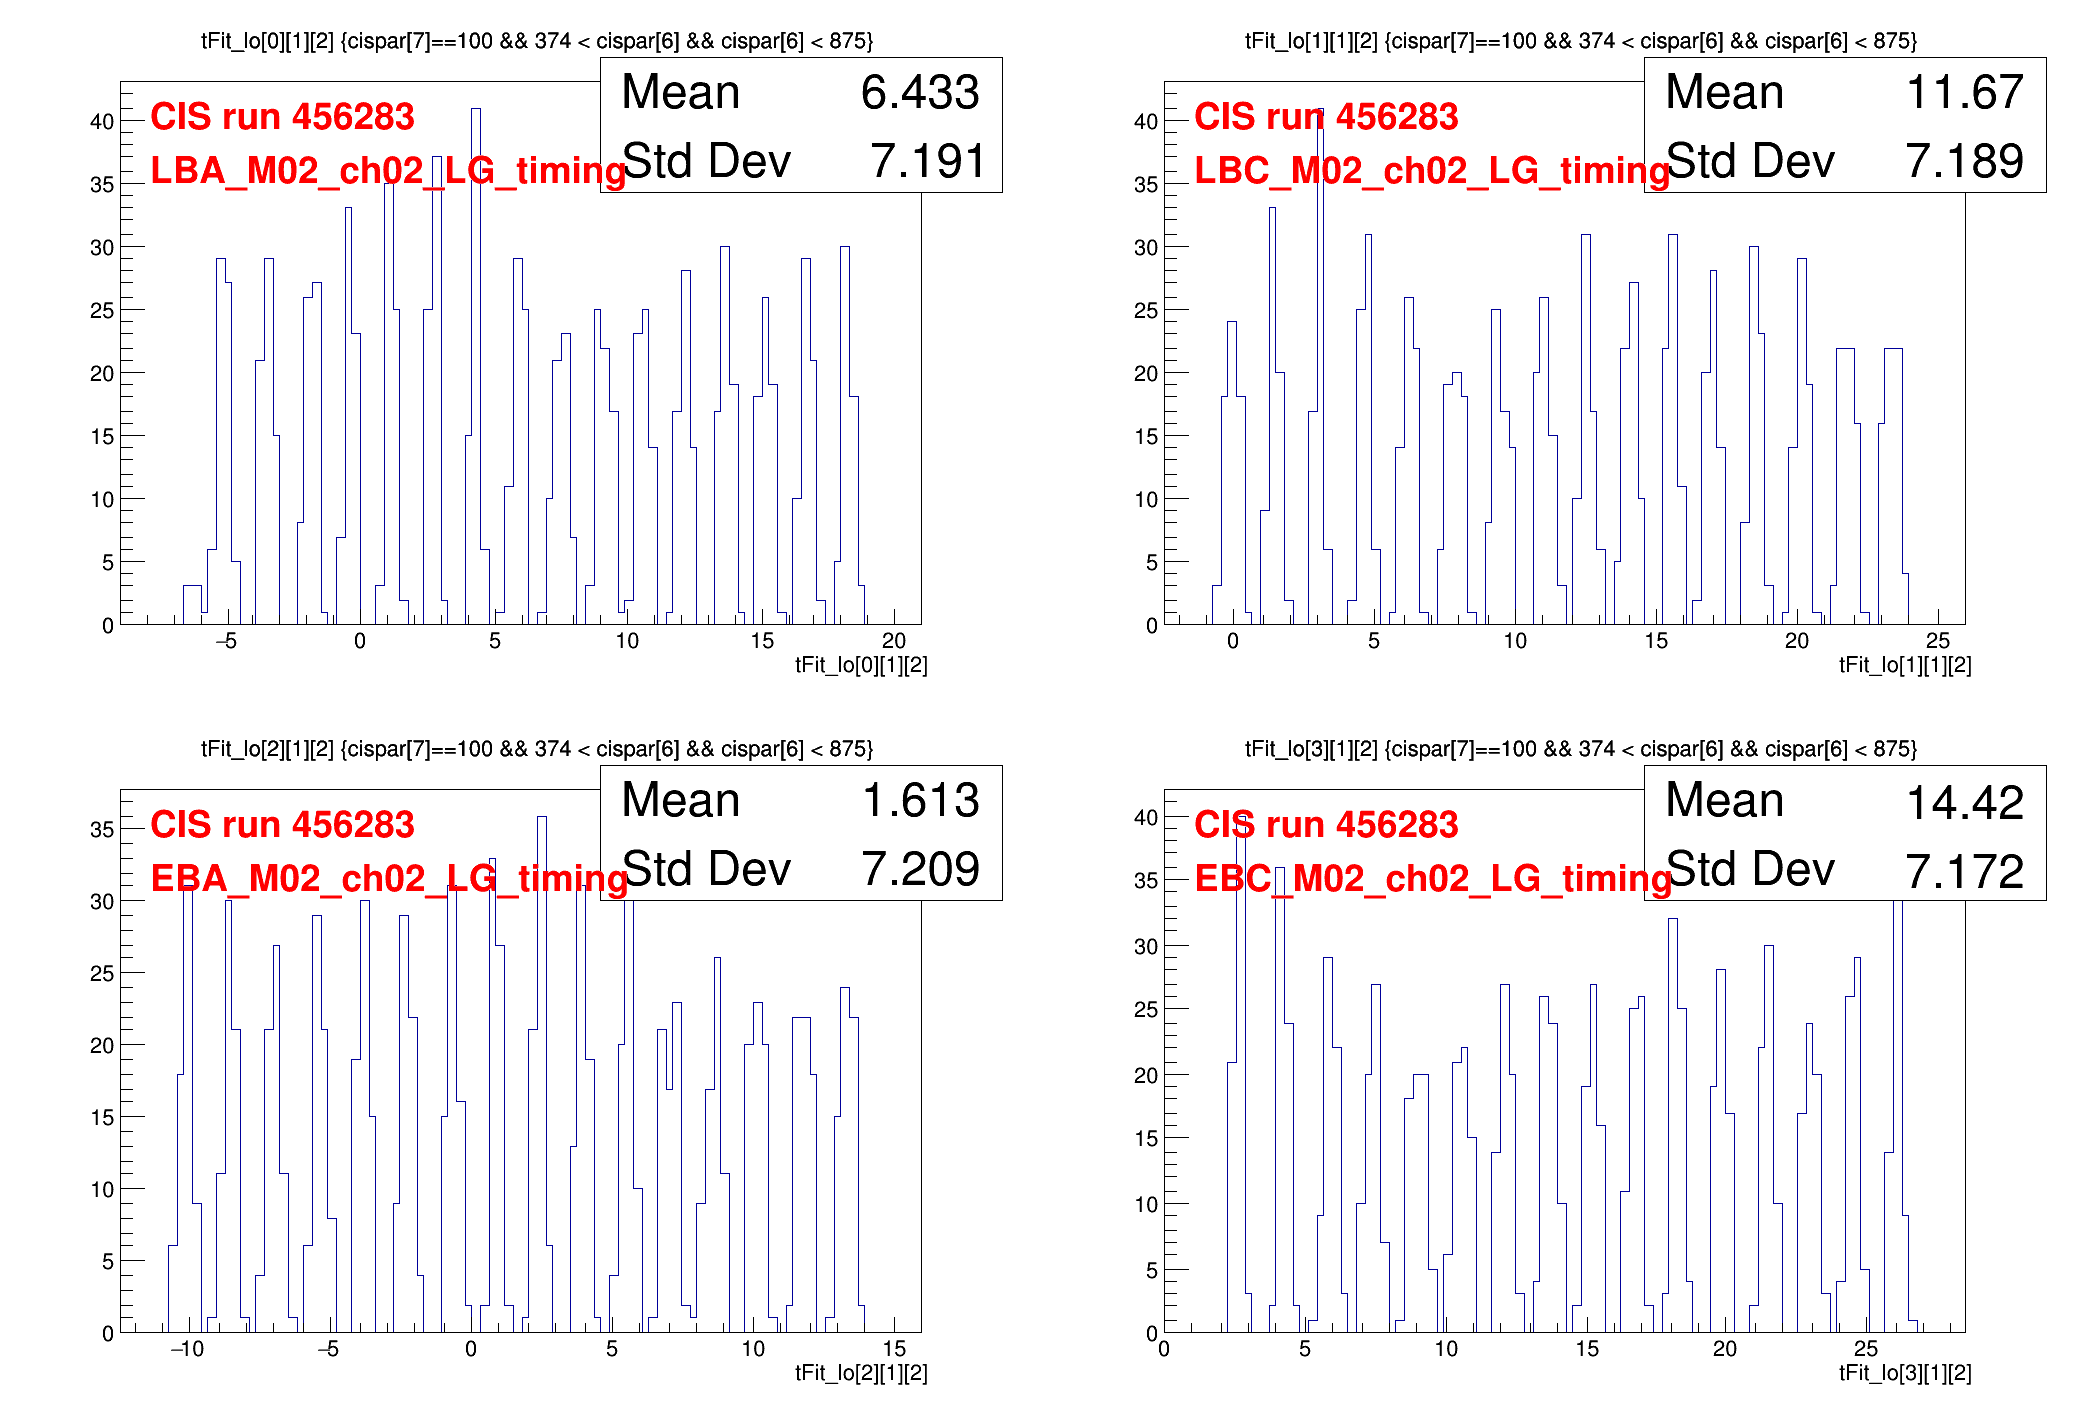 tFit_lo[0][1][2] {cispar[7]==100 && 374 < cispar[6] && cispar[6] < 875}
Mean 6.433
Std Dev 7.191
CIS run 456283
LBA_M02_ch02_LG_timing
40
35
30
25
20
15
10
5
0
−5 0 5 10 15 20
tFit_lo[0][1][2]
tFit_lo[1][1][2] {cispar[7]==100 && 374 < cispar[6] && cispar[6] < 875}
Mean 11.67
Std Dev 7.189
CIS run 456283
LBC_M02_ch02_LG_timing
40
35
30
25
20
15
10
5
0
0 5 10 15 20 25
tFit_lo[1][1][2]
tFit_lo[2][1][2] {cispar[7]==100 && 374 < cispar[6] && cispar[6] < 875}
Mean 1.613
Std Dev 7.209
CIS run 456283
EBA_M02_ch02_LG_timing
35
30
25
20
15
10
5
0
−10 −5 0 5 10 15
tFit_lo[2][1][2]
tFit_lo[3][1][2] {cispar[7]==100 && 374 < cispar[6] && cispar[6] < 875}
Mean 14.42
Std Dev 7.172
CIS run 456283
EBC_M02_ch02_LG_timing
40
35
30
25
20
15
10
5
0
0 5 10 15 20 25
tFit_lo[3][1][2]